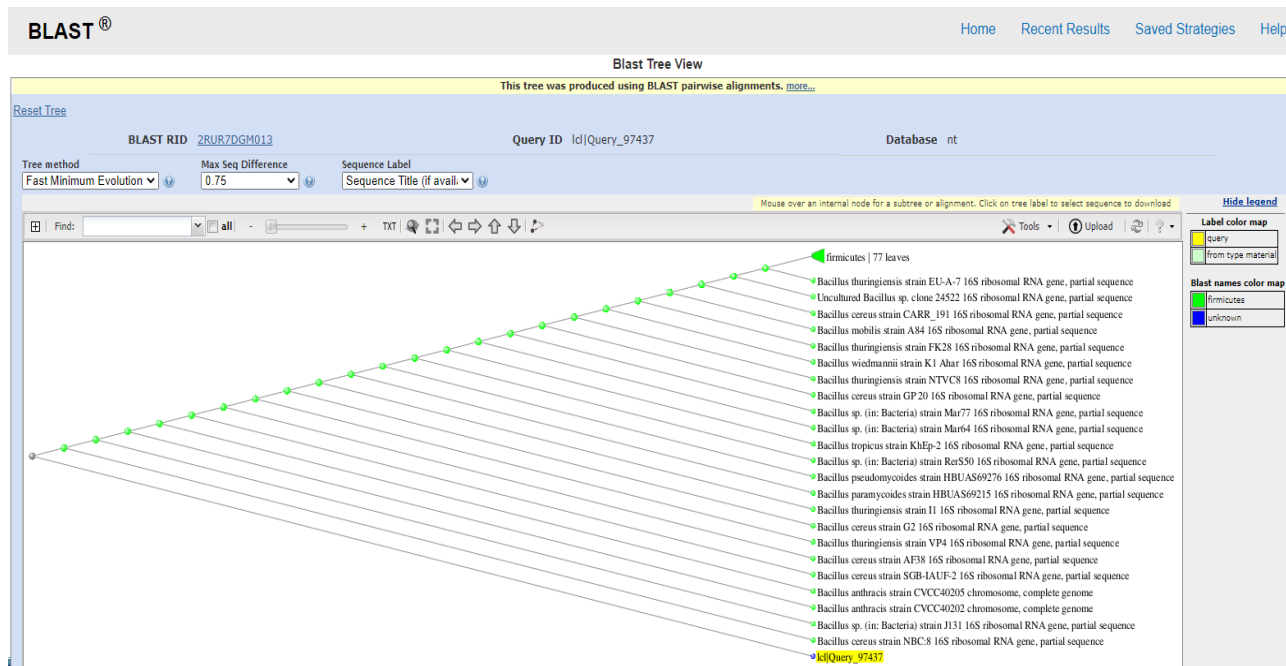 BLAST ®
Home Recent Results Saved Strategies Help
Blast Tree View
This tree was produced using BLAST pairwise alignments. more...
Reset Tree
BLAST RID 2RUR7DGM013 Query ID lcl|Query_97437 Database nt
Tree method Max Seq Difference Sequence Label
Fast Minimum Evolution 0.75 Sequence Title (if avail
Mouse over an internal node for a subtree or alignment. Click on tree label to select sequence to download
Hide legend
Find: all - + TXT Tools Upload ?
Label color map
query
from type material
Blast names color map
firmicutes
unknown
firmicutes | 77 leaves
Bacillus thuringiensis strain EU-A-7 16S ribosomal RNA gene, partial sequence
Uncultured Bacillus sp. clone 24522 16S ribosomal RNA gene, partial sequence
Bacillus cereus strain CARR_191 16S ribosomal RNA gene, partial sequence
Bacillus mobilis strain A84 16S ribosomal RNA gene, partial sequence
Bacillus thuringiensis strain FK28 16S ribosomal RNA gene, partial sequence
Bacillus wiedmannii strain K1 Ahar 16S ribosomal RNA gene, partial sequence
Bacillus thuringiensis strain NTVC8 16S ribosomal RNA gene, partial sequence
Bacillus cereus strain GP 20 16S ribosomal RNA gene, partial sequence
Bacillus sp. (in: Bacteria) strain Mar77 16S ribosomal RNA gene, partial sequence
Bacillus sp. (in: Bacteria) strain Mar64 16S ribosomal RNA gene, partial sequence
Bacillus tropicus strain KhEp-2 16S ribosomal RNA gene, partial sequence
Bacillus sp. (in: Bacteria) strain RerS50 16S ribosomal RNA gene, partial sequence
Bacillus pseudomycoides strain HBUAS69276 16S ribosomal RNA gene, partial sequence
Bacillus paramycoides strain HBUAS69215 16S ribosomal RNA gene, partial sequence
Bacillus thuringiensis strain I1 16S ribosomal RNA gene, partial sequence
Bacillus cereus strain G2 16S ribosomal RNA gene, partial sequence
Bacillus thuringiensis strain VP4 16S ribosomal RNA gene, partial sequence
Bacillus cereus strain AF38 16S ribosomal RNA gene, partial sequence
Bacillus cereus strain SGB-IAUF-2 16S ribosomal RNA gene, partial sequence
Bacillus anthracis strain CVCC40205 chromosome, complete genome
Bacillus anthracis strain CVCC40202 chromosome, complete genome
Bacillus sp. (in: Bacteria) strain J131 16S ribosomal RNA gene, partial sequence
Bacillus cereus strain NBC:8 16S ribosomal RNA gene, partial sequence
lcl|Query_97437